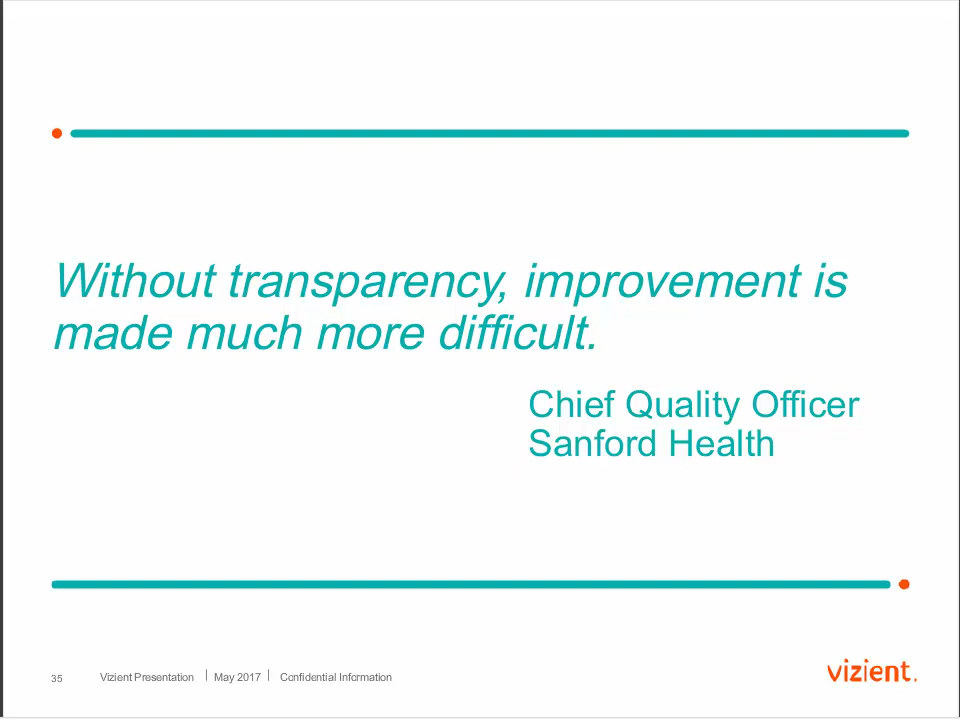 Without transparency, improvement is
made much more difficult.
Chief Quality Officer
Sanford Health
35 Vizient Presentation | May 2017 | Confidential Information
vizient.